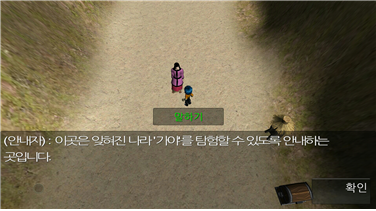 말하기
(안내자) : 이곳은 잊혀진 나라 '가야'를 탐험할 수 있도록 안내하는
곳입니다.
확인